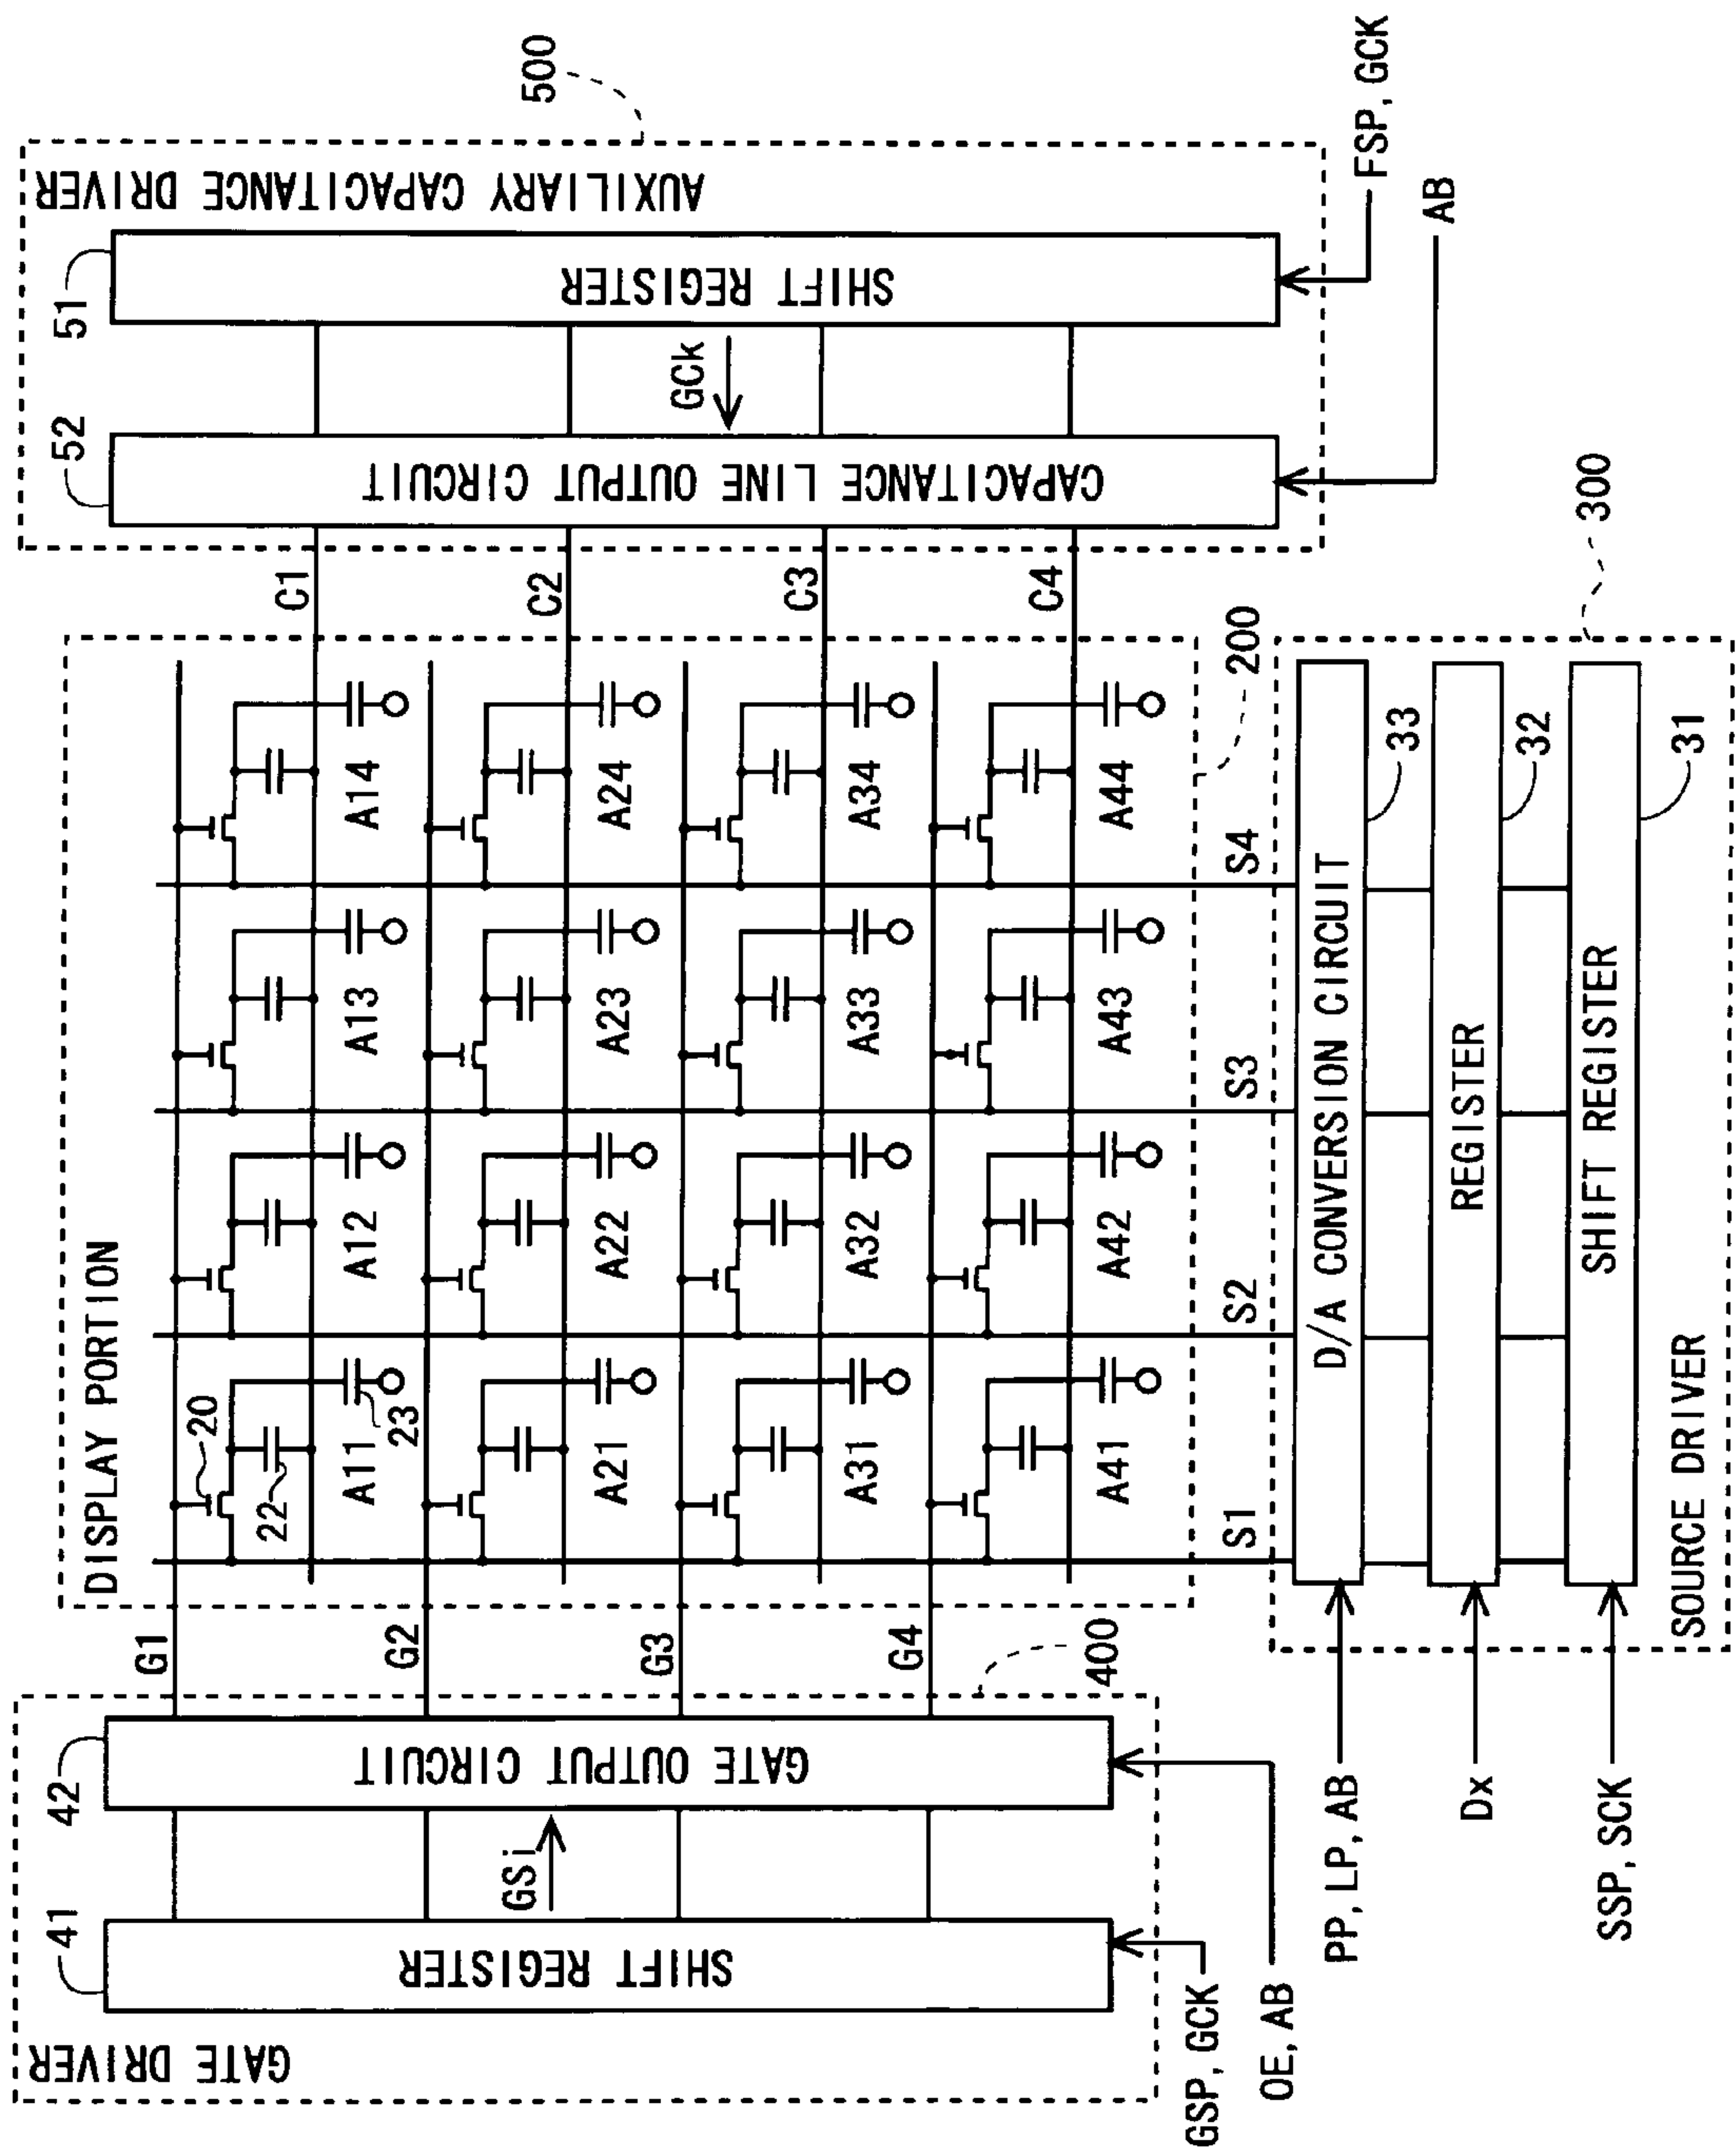 500
AUXILIARY CAPACITANCE DRIVER
51
SHIFT REGISTER
FSP, GCK
GCk
52
CAPACITANCE LINE OUTPUT CIRCUIT
AB
C1
C2
C3
C4
200
300
DISPLAY PORTION
A14
A24
A34
A44
A13
A23
A33
A43
A12
A22
A32
A42
20
22
A11
23
A21
A31
A41
S4
S3
S2
S1
D/A CONVERSION CIRCUIT
33
REGISTER
32
SHIFT REGISTER
31
SOURCE DRIVER
G1
G2
G3
G4
400
42
GATE OUTPUT CIRCUIT
GSi
41
SHIFT REGISTER
GATE DRIVER
GSP, GCK
OE, AB
PP, LP, AB
Dx
SSP, SCK